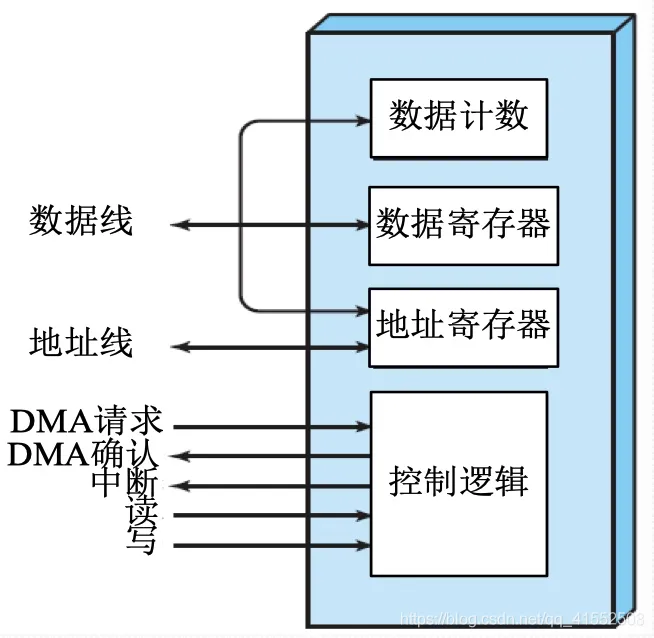 数据计数
数据线
数据寄存器
地址寄存器
地址线
DMA请求
DMA确认
中断
读
写
控制逻辑
https://blog.csdn.net/qq_41552508